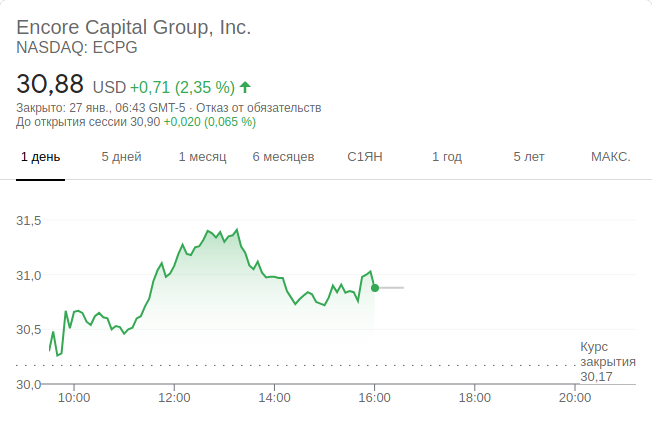 Encore Capital Group, Inc.
NASDAQ: ECPG
30,88 USD +0,71 (2,35 %)
Закрыто: 27 янв., 06:43 GMT-5 · Отказ от обязательств
До открытия сессии 30,90 +0,020 (0,065 %)
1 день 5 дней 1 месяц 6 месяцев С1ЯН 1 год 5 лет МАКС.
31,5
31,0
30,5
Курс
закрытия
30,17
30,0
10:00 12:00 14:00 16:00 18:00 20:00